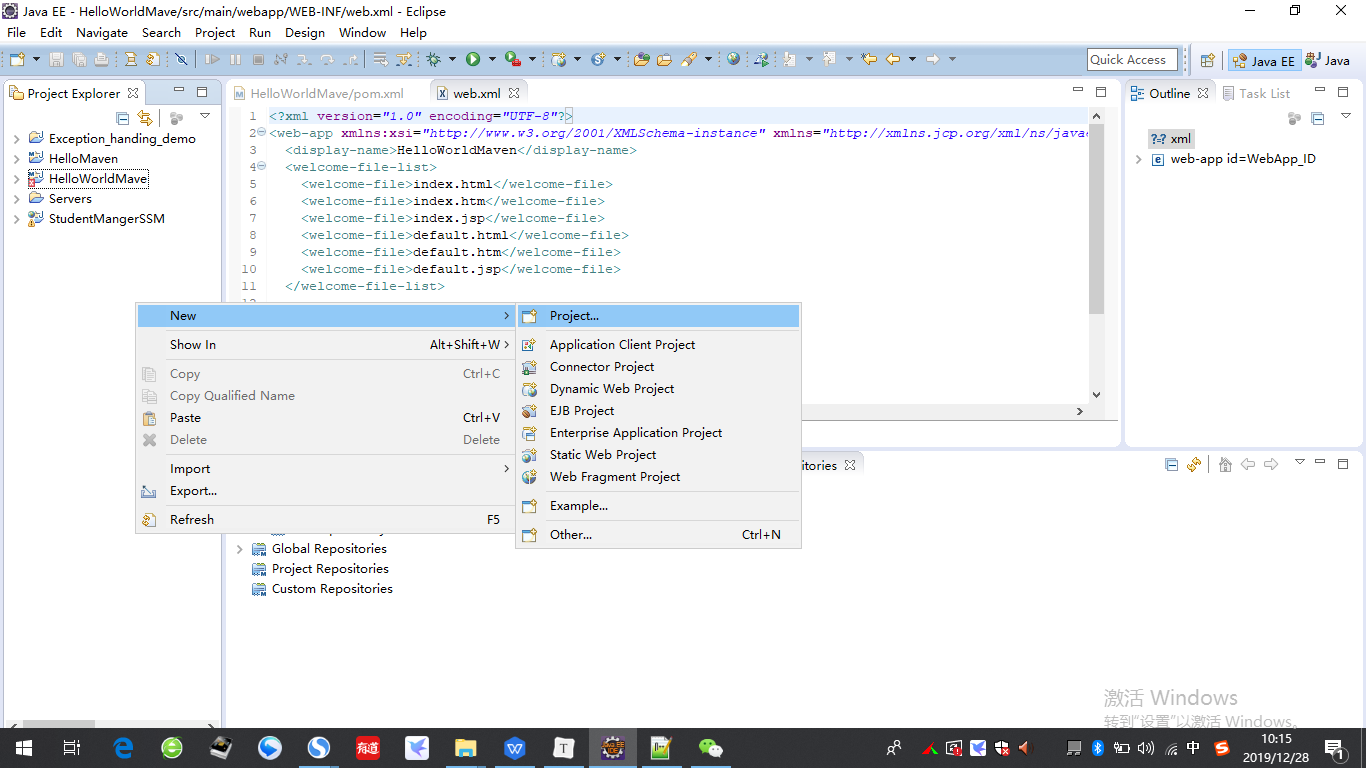 Java EE - HelloWorldMave/src/main/webapp/WEB-INF/web.xml - Eclipse
File Edit Navigate Search Project Run Design Window Help
Quick Access
Java EE
Java
Project Explorer
Exception_handing_demo
HelloMaven
HelloWorldMave
Servers
StudentMangerSSM
HelloWorldMave/pom.xml
web.xml
1 <?xml version="1.0" encoding="UTF-8"?>
2 <web-app xmlns:xsi="http://www.w3.org/2001/XMLSchema-instance" xmlns="http://xmlns.jcp.org/xml/ns/javae
3 <display-name>HelloWorldMaven</display-name>
4 <welcome-file-list>
5 <welcome-file>index.html</welcome-file>
6 <welcome-file>index.htm</welcome-file>
7 <welcome-file>index.jsp</welcome-file>
8 <welcome-file>default.html</welcome-file>
9 <welcome-file>default.htm</welcome-file>
10 <welcome-file>default.jsp</welcome-file>
11 </welcome-file-list>
Outline
Task List
?-? xml
e web-app id=WebApp_ID
New
Show In Alt+Shift+W
Copy Ctrl+C
Copy Qualified Name
Paste Ctrl+V
Delete Delete
Import
Export...
Refresh F5
Project...
Application Client Project
Connector Project
Dynamic Web Project
EJB Project
Enterprise Application Project
Static Web Project
Web Fragment Project
Example...
Other... Ctrl+N
itories
Global Repositories
Project Repositories
Custom Repositories
激活 Windows
转到"设置"以激活 Windows。
有道
T
中
10:15
2019/12/28
1